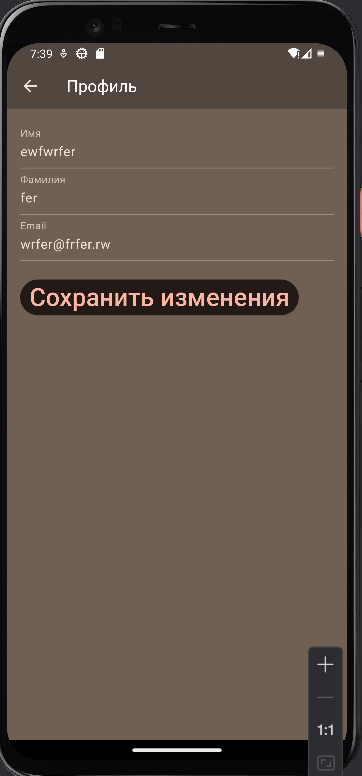 7:39
Профиль
Имя
ewfwrfer
Фамилия
fer
Email
wrfer@frfer.rw
Сохранить изменения
1:1